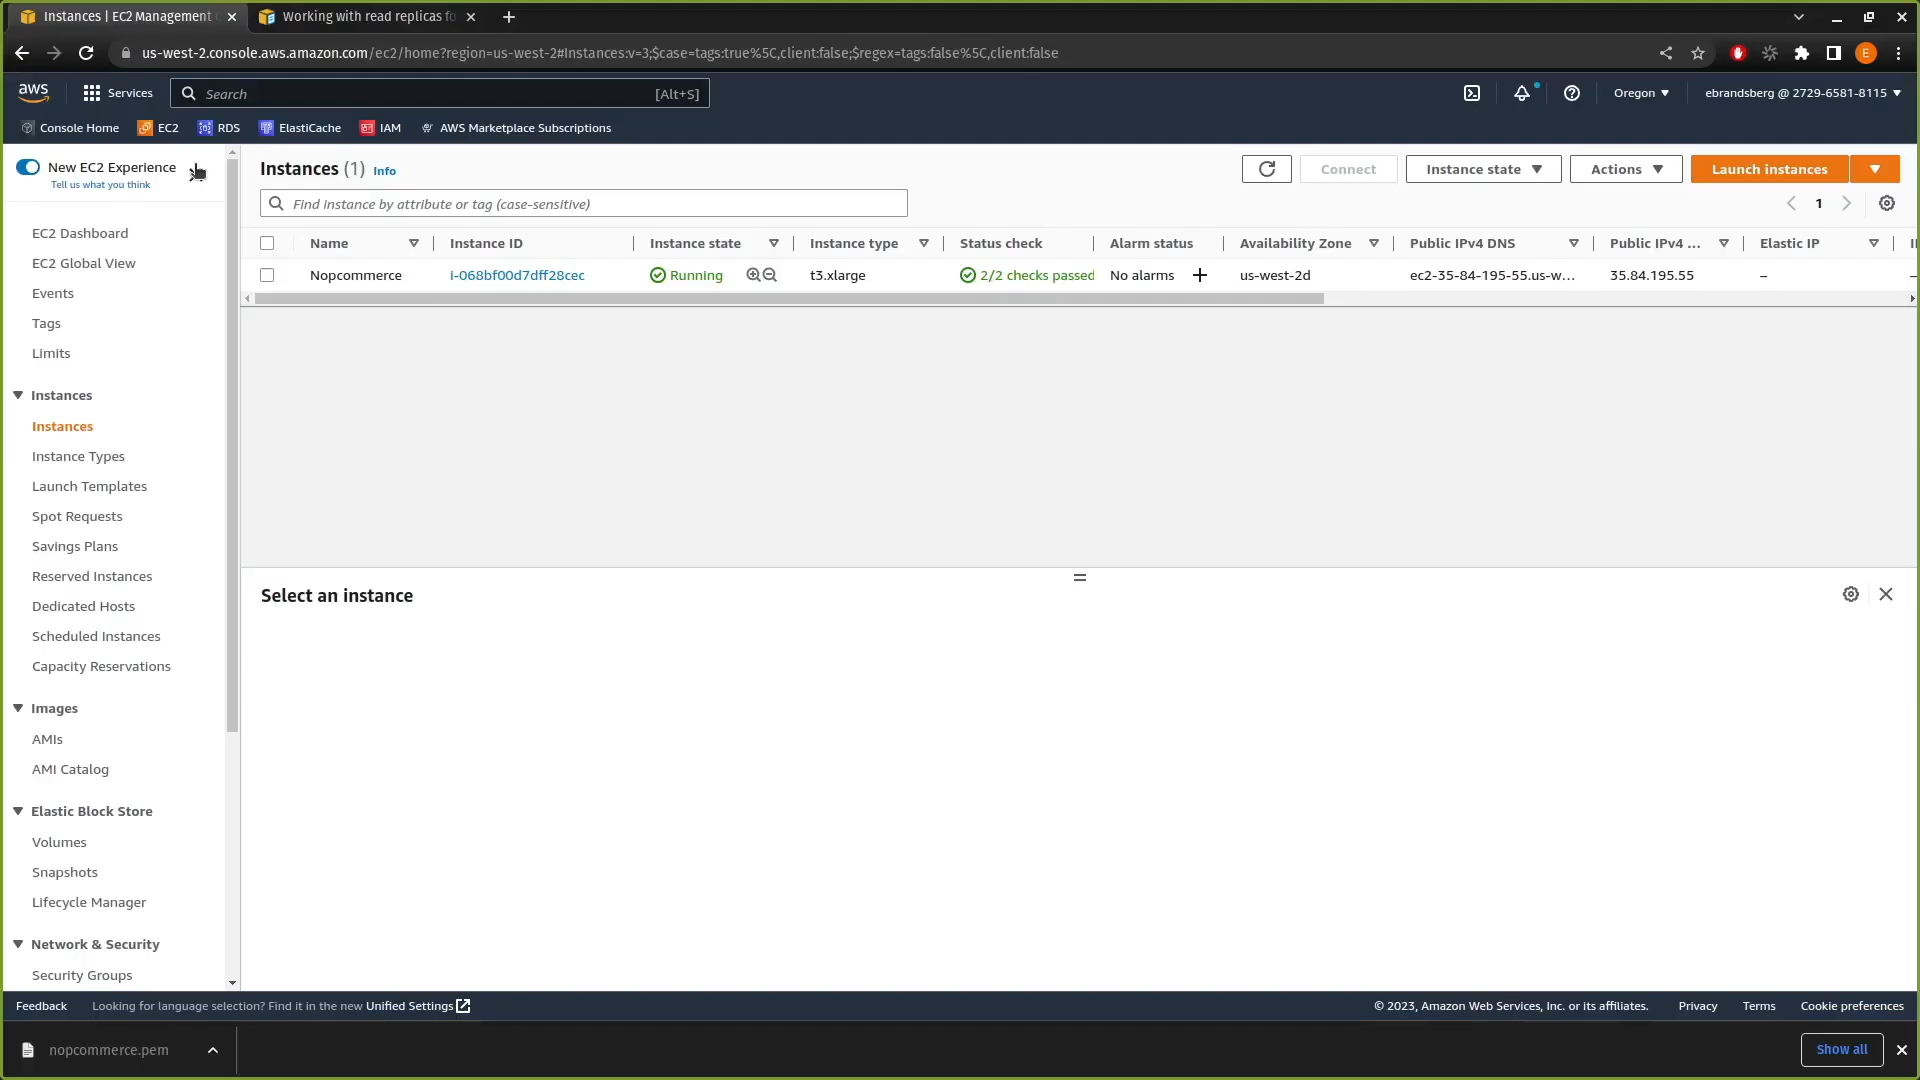 Instances | EC2 Management
Working with read replicas fo
us-west-2.console.aws.amazon.com/ec2/home?region=us-west-2#Instances:v=3;$case=tags:true%5C,client:false;$regex=tags:false%5C,client:false
E
aws
Services
Search
[Alt+S]
Oregon
ebrandsberg @ 2729-6581-8115
Console Home
EC2
RDS
ElastiCache
IAM
AWS Marketplace Subscriptions
New EC2 Experience
Tell us what you think
EC2 Dashboard
EC2 Global View
Events
Tags
Limits
Instances
Instances
Instance Types
Launch Templates
Spot Requests
Savings Plans
Reserved Instances
Dedicated Hosts
Scheduled Instances
Capacity Reservations
Images
AMIs
AMI Catalog
Elastic Block Store
Volumes
Snapshots
Lifecycle Manager
Network & Security
Security Groups
Instances (1) Info
Connect
Instance state
Actions
Launch instances
Find instance by attribute or tag (case-sensitive)
1
Name Instance ID Instance state Instance type Status check Alarm status Availability Zone Public IPv4 DNS Public IPv4 ... Elastic IP
Nopcommerce i-068bf00d7dff28cec Running t3.xlarge 2/2 checks passed No alarms + us-west-2d ec2-35-84-195-55.us-w... 35.84.195.55 –
Select an instance
Feedback
Looking for language selection? Find it in the new Unified Settings
© 2023, Amazon Web Services, Inc. or its affiliates.
Privacy
Terms
Cookie preferences
nopcommerce.pem
Show all